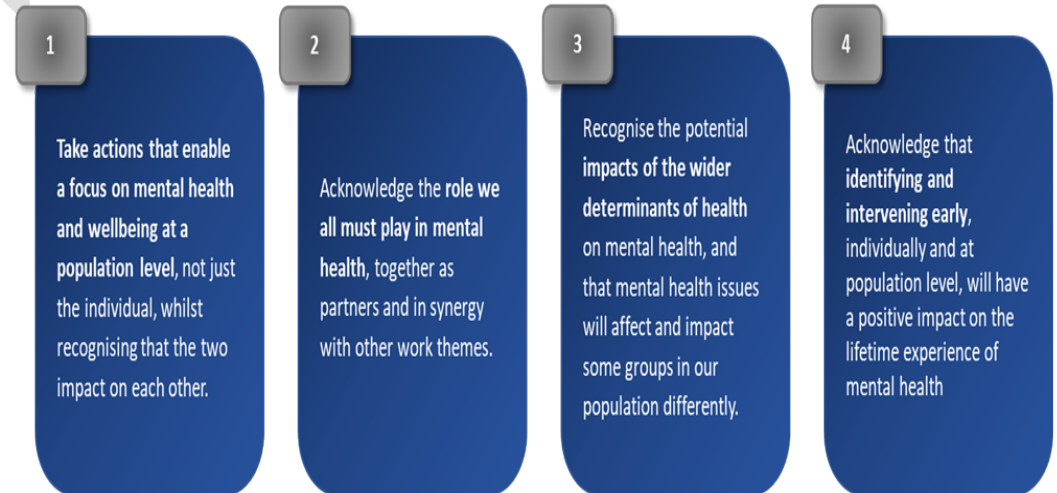 1
Take actions that enable
a focus on mental health
and wellbeing at a
population level, not just
the individual, whilst
recognising that the two
impact on each other.
2
Acknowledge the role we
all must play in mental
health, together as
partners and in synergy
with other work themes.
3
Recognise the potential
impacts of the wider
determinants of health
on mental health, and
that mental health issues
will affect and impact
some groups in our
population differently.
4
Acknowledge that
identifying and
intervening early,
individually and at
population level, will have
a positive impact on the
lifetime experience of
mental health